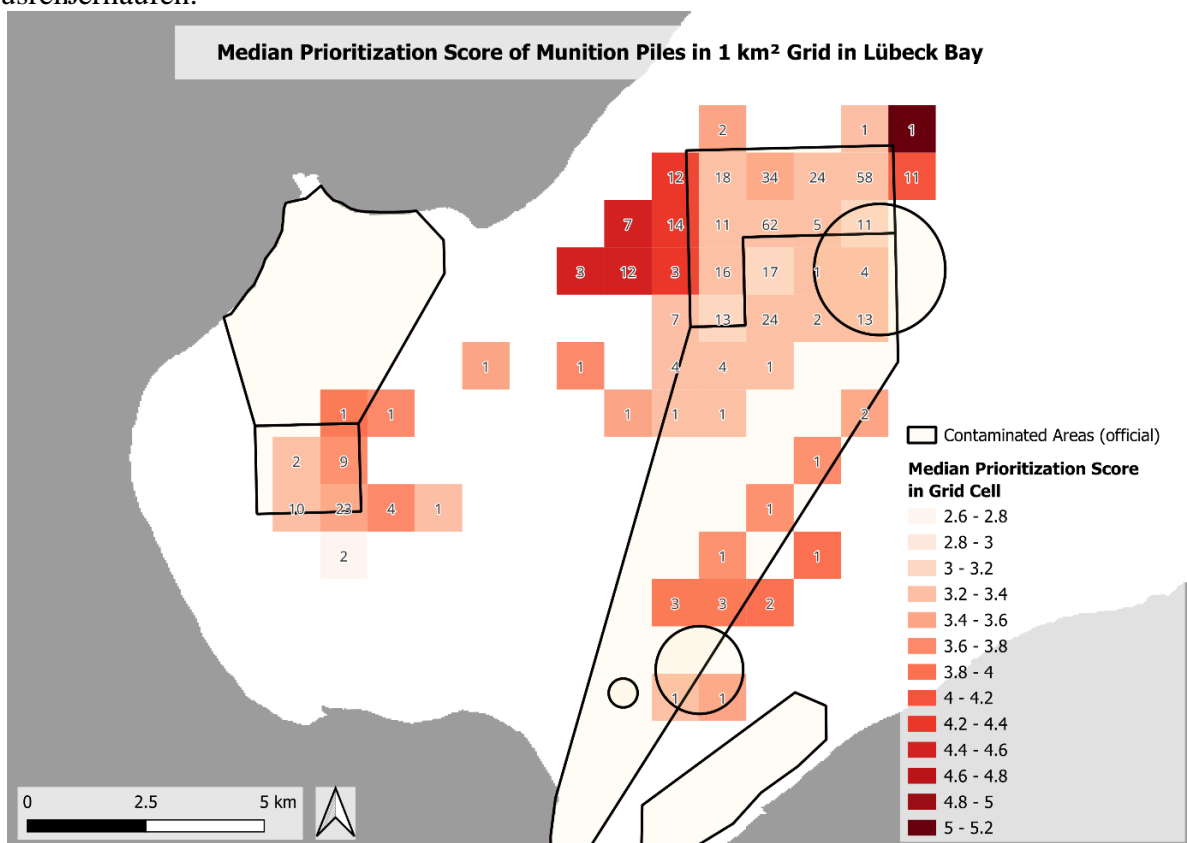 Median Prioritization Score of Munition Piles in 1 km² Grid in Lübeck Bay
2 1 1
12 18 34 24 58 11
7 14 11 62 5 11
3 12 3 16 17 1 4
7 13 24 2 13
1 1 4 4 1
1 1 1 1 1 2
2 9 1
10 23 4 1 1
2 1 1
3 3 2
1 1
Contaminated Areas (official)
Median Prioritization Score
in Grid Cell
2.6 - 2.8
2.8 - 3
3 - 3.2
3.2 - 3.4
3.4 - 3.6
3.6 - 3.8
3.8 - 4
4 - 4.2
4.2 - 4.4
4.4 - 4.6
4.6 - 4.8
4.8 - 5
5 - 5.2
0 2.5 5 km